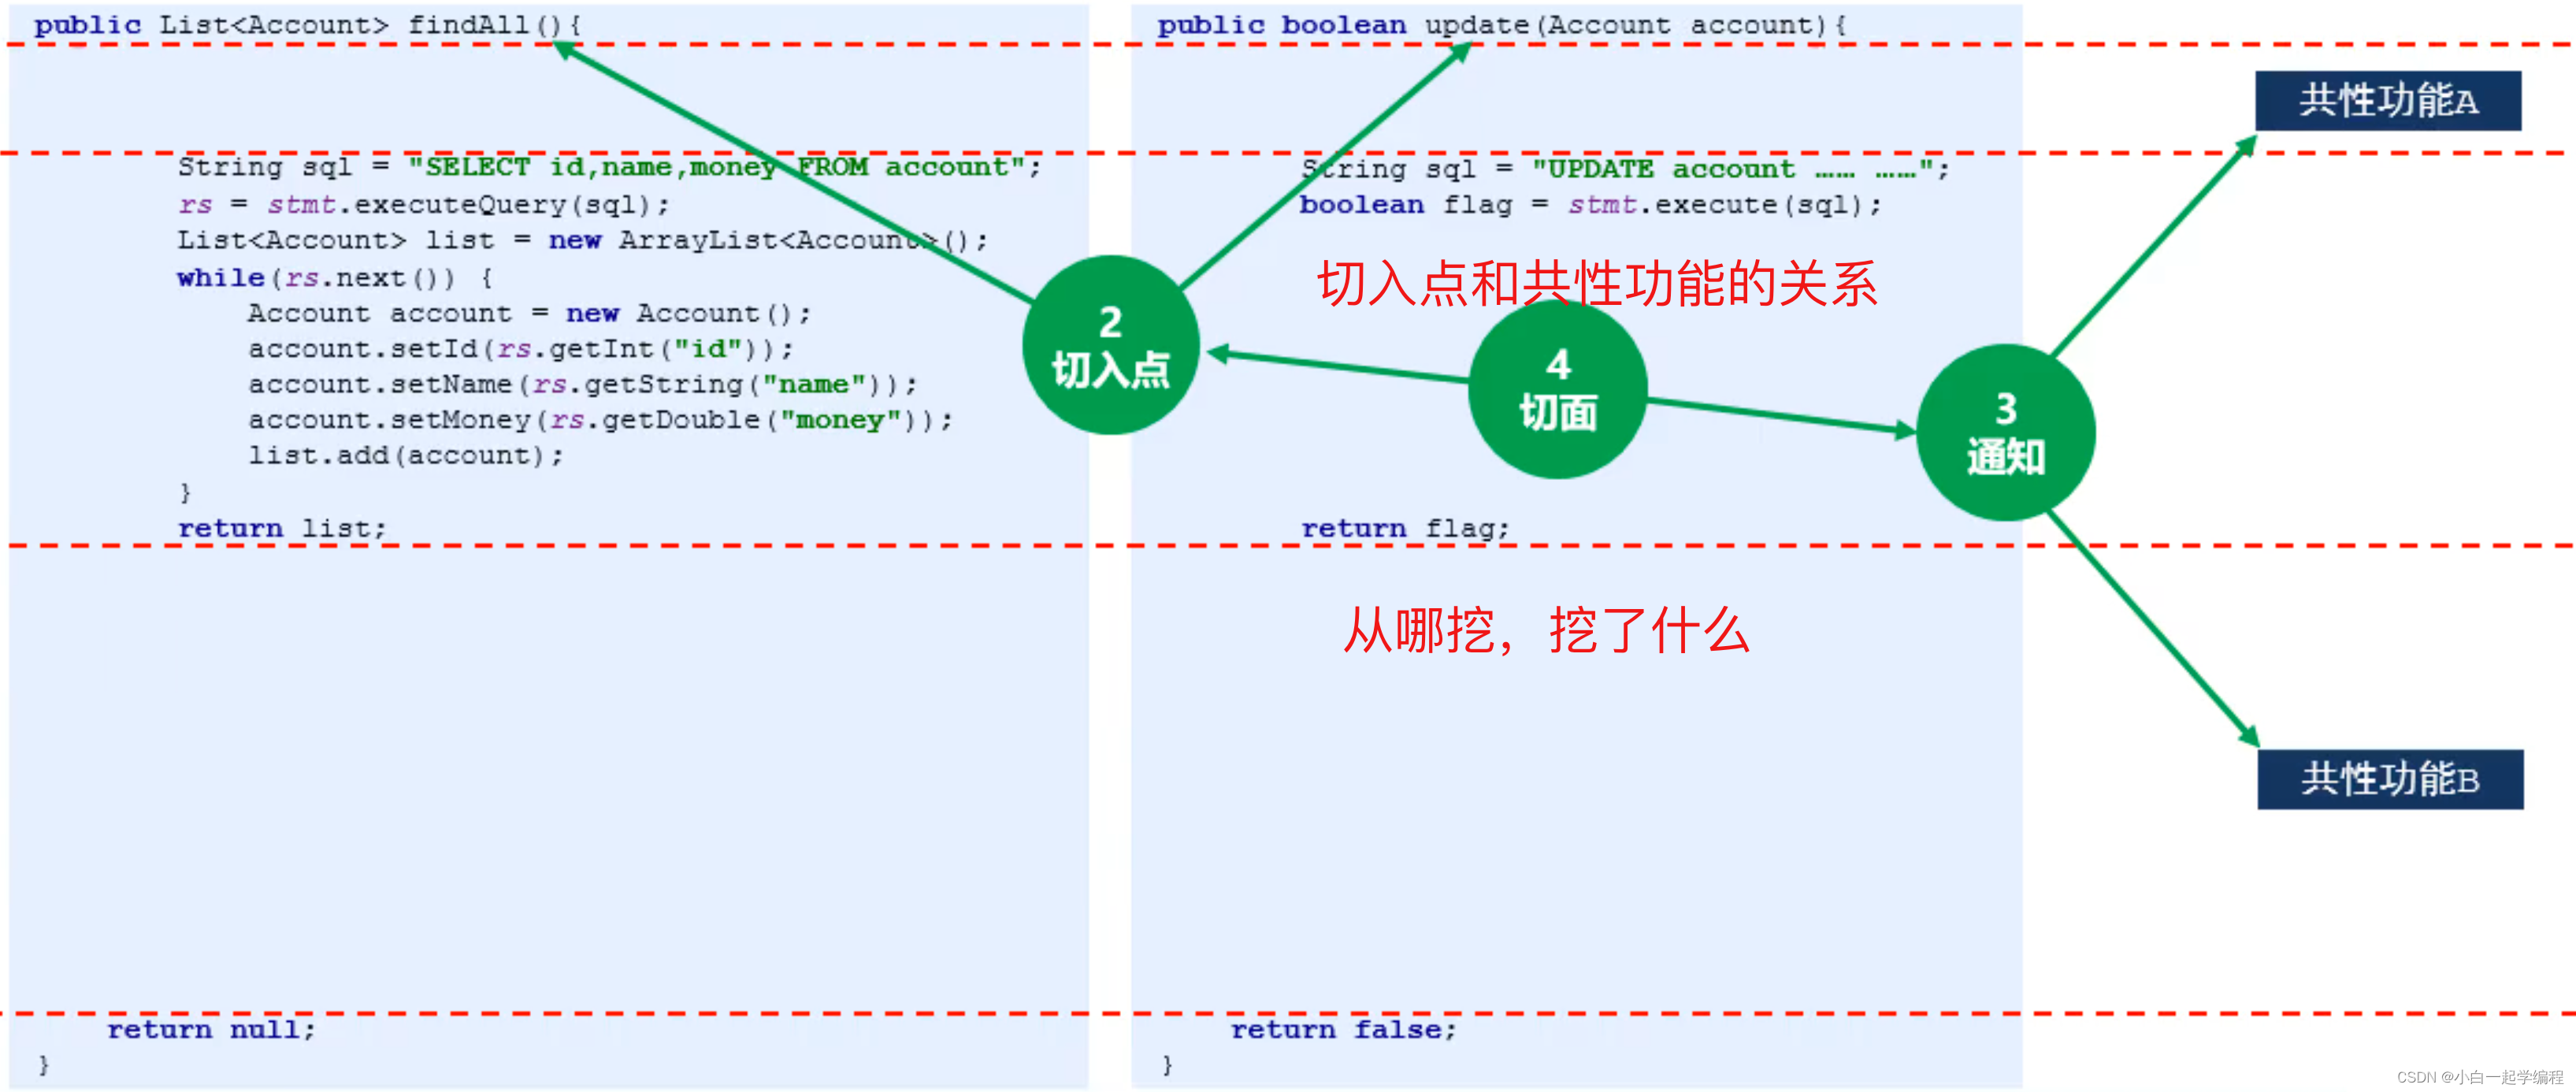 public List<Account> findAll(){
String sql = "SELECT id,name,money FROM account";
rs = stmt.executeQuery(sql);
List<Account> list = new ArrayList<Account>();
while(rs.next()) {
Account account = new Account();
account.setId(rs.getInt("id"));
account.setName(rs.getString("name"));
account.setMoney(rs.getDouble("money"));
list.add(account);
}
return list;
return null;
}
public boolean update(Account account){
String sql = "UPDATE account …… ……";
boolean flag = stmt.execute(sql);
切入点和共性功能的关系
return flag;
从哪挖，挖了什么
return false;
}
2
切入点
4
切面
3
通知
共性功能A
共性功能B
CSDN @小白一起学编程